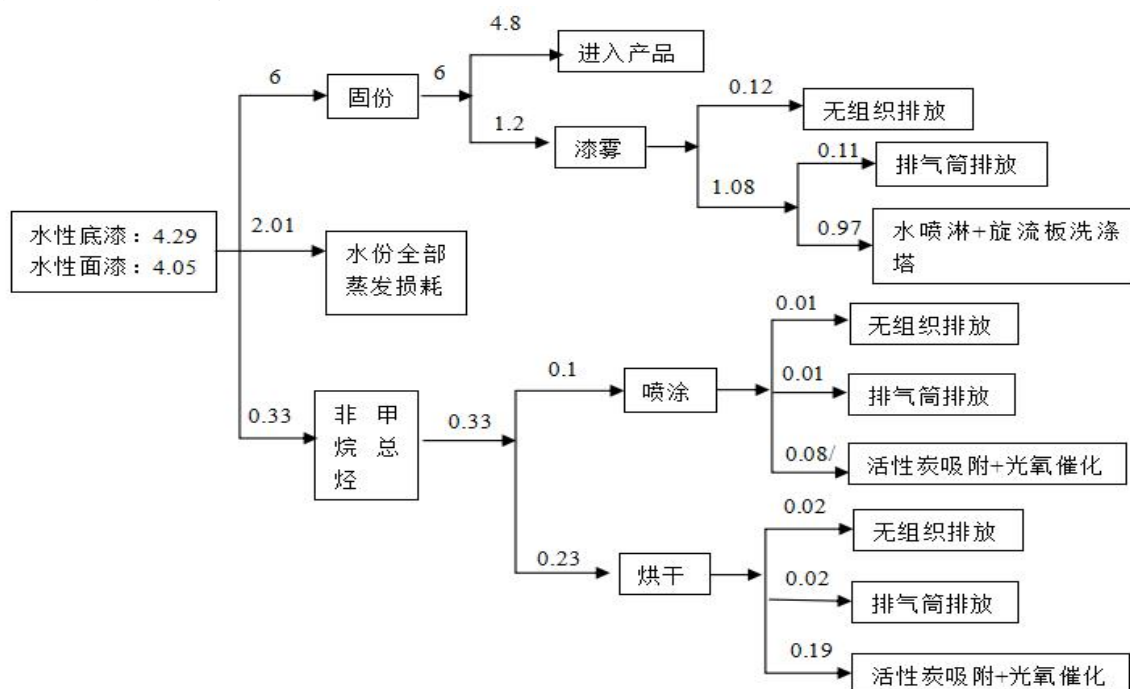 4.8
进入产品
6
固份
6
0.12
无组织排放
1.2
漆雾
0.11
排气筒排放
1.08
0.97
水喷淋+旋流板洗涤
塔
水性底漆：4.29
水性面漆：4.05
2.01
水份全部
蒸发损耗
0.01
无组织排放
0.1
喷涂
0.01
排气筒排放
0.33
非甲
烷总
烃
0.33
0.08/
活性炭吸附+光氧催化
0.02
无组织排放
0.23
烘干
0.02
排气筒排放
0.19
活性炭吸附+光氧催化